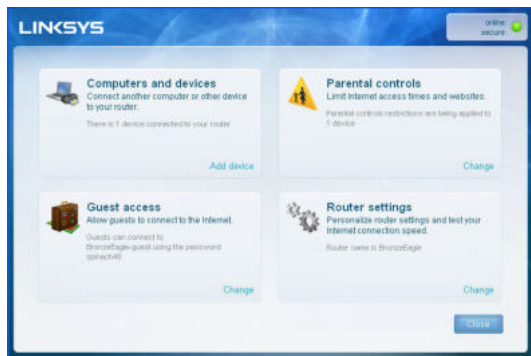 LINKSYS
online
secure
Computers and devices
Connect another computer or other device
to your router.
There is 1 device connected to your router
Add device
Parental controls
Limit Internet access times and websites.
Parental controls restrictions are being applied to
1 device
Change
Guest access
Allow guests to connect to the Internet.
Guests can connect to
BronzeEagle-guest using the password
spinach48
Change
Router settings
Personalize router settings and test your
Internet connection speed.
Router name is BronzeEagle
Change
Close